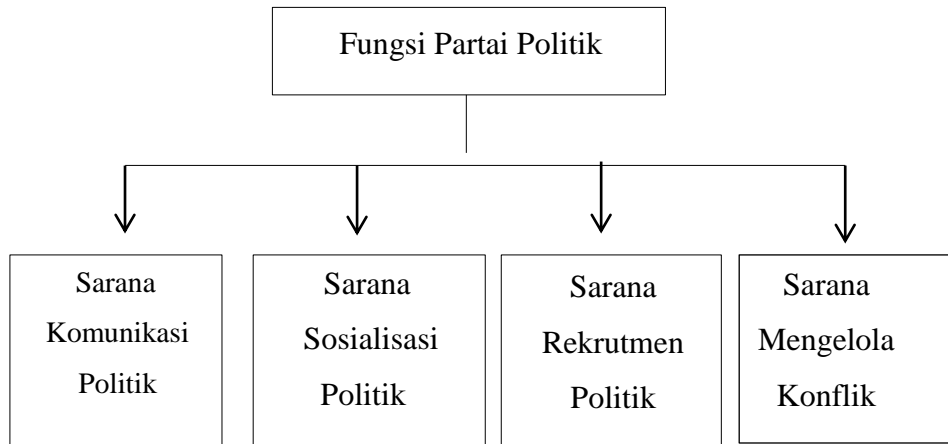 Fungsi Partai Politik
Sarana
Komunikasi
Politik
Sarana
Sosialisasi
Politik
Sarana
Rekrutmen
Politik
Sarana
Mengelola
Konflik